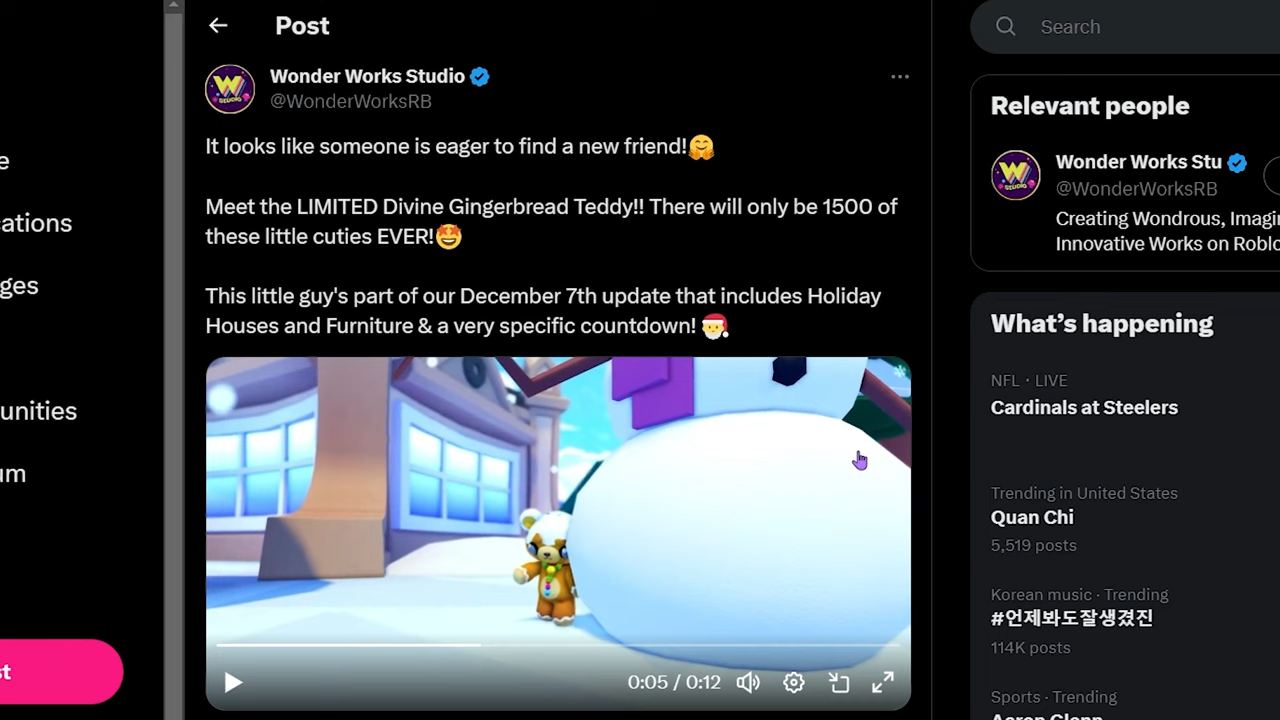 Post
Wonder Works Studio
@WonderWorksRB
It looks like someone is eager to find a new friend!🤗
Meet the LIMITED Divine Gingerbread Teddy!! There will only be 1500 of
these little cuties EVER!🤩
This little guy's part of our December 7th update that includes Holiday
Houses and Furniture & a very specific countdown! 🎅
0:05 / 0:12
e
cations
ges
unities
um
st
Search
Relevant people
Wonder Works Stu
@WonderWorksRB
Creating Wondrous, Imagi
Innovative Works on Roblo
What's happening
NFL · LIVE
Cardinals at Steelers
Trending in United States
Quan Chi
5,519 posts
Korean music · Trending
#언제봐도잘생겼진
114K posts
Sports · Trending
Aaron Glenn